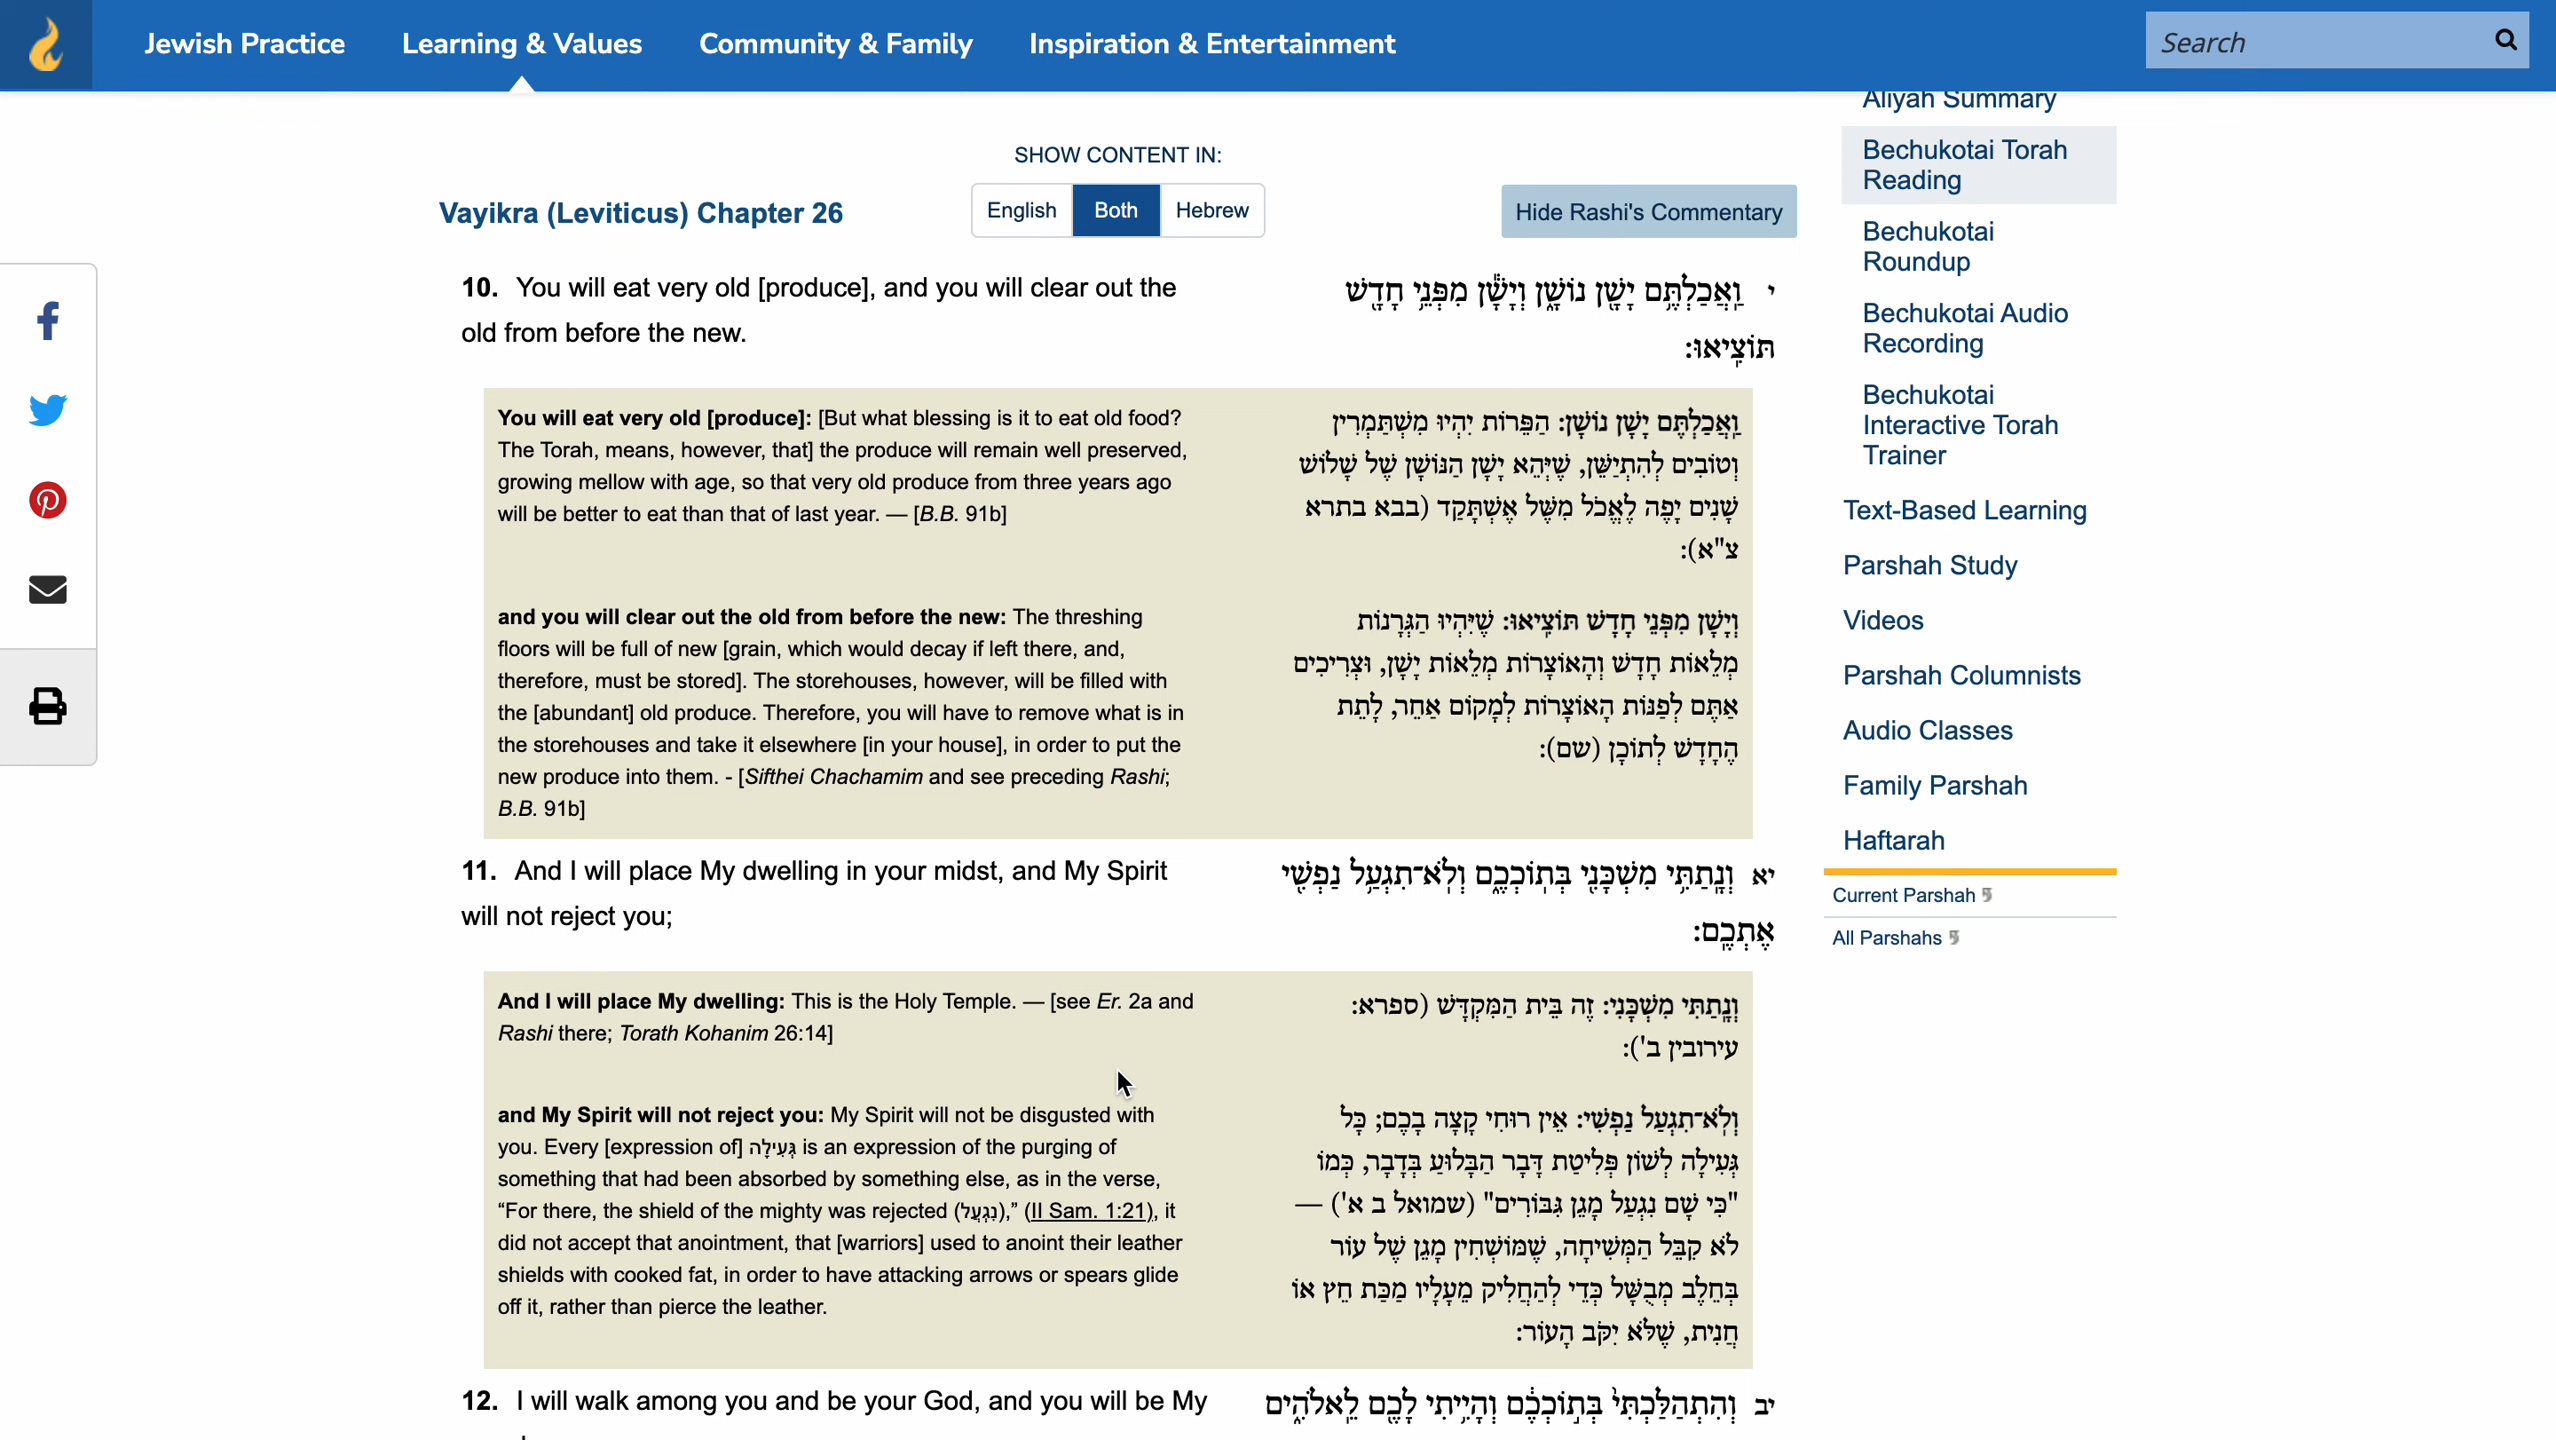 Jewish Practice
Learning & Values
Community & Family
Inspiration & Entertainment
Search
SHOW CONTENT IN:
Vayikra (Leviticus) Chapter 26
English
Both
Hebrew
Hide Rashi's Commentary
10. You will eat very old [produce], and you will clear out the
old from before the new.
י וַֽאֲכַלְתֶּ֥ם יָשָׁ֖ן נוֹשָׁ֑ן וְיָשָׁ֕ן מִפְּנֵ֥י חָדָ֖שׁ
תּוֹצִֽיאוּ:
You will eat very old [produce]: [But what blessing is it to eat old food?
The Torah, means, however, that] the produce will remain well preserved,
growing mellow with age, so that very old produce from three years ago
will be better to eat than that of last year. — [B.B. 91b]
וַֽאֲכַלְתֶּם יָשָׁן נוֹשָׁן: הַפֵּרוֹת יִהְיוּ מִשְׁתַּמְּרִין
וְטוֹבִים לְהִתְיַשֵּׁן, שֶׁיְּהֵא יָשָׁן הַנּוֹשָׁן שֶׁל שָׁלוֹשׁ
שָׁנִים יָפֶה לֶאֱכֹל מִשֶּׁל אֶשְׁתָּקַד (בבא בתרא
צ"א):
and you will clear out the old from before the new: The threshing
floors will be full of new [grain, which would decay if left there, and,
therefore, must be stored]. The storehouses, however, will be filled with
the [abundant] old produce. Therefore, you will have to remove what is in
the storehouses and take it elsewhere [in your house], in order to put the
new produce into them. - [Sifthei Chachamim and see preceding Rashi;
B.B. 91b]
וְיָשָׁן מִפְּנֵי חָדָשׁ תּוֹצִֽיאוּ: שֶׁיִּהְיוּ הַגְּרָנוֹת
מְלֵאוֹת חָדָשׁ וְהָאוֹצָרוֹת מְלֵאוֹת יָשָׁן, וּצְרִיכִים
אַתֶּם לְפַנּוֹת הָאוֹצָרוֹת לְמָקוֹם אַחֵר, לָתֵת
הֶחָדָשׁ לְתוֹכָן (שם):
11. And I will place My dwelling in your midst, and My Spirit
will not reject you;
יא וְנָֽתַתִּ֥י מִשְׁכָּנִ֖י בְּתֽוֹכְכֶ֑ם וְלֹֽא־תִגְעַ֥ל נַפְשִׁ֖י
אֶתְכֶֽם:
And I will place My dwelling: This is the Holy Temple. — [see Er. 2a and
Rashi there; Torath Kohanim 26:14]
וְנָֽתַתִּי מִשְׁכָּנִי: זֶה בֵּית הַמִּקְדָּשׁ (ספרא:
עירובין ב'):
and My Spirit will not reject you: My Spirit will not be disgusted with
you. Every [expression of] גְּעִילָה is an expression of the purging of
something that had been absorbed by something else, as in the verse,
“For there, the shield of the mighty was rejected (נִגְעַל),” (II Sam. 1:21), it
did not accept that anointment, that [warriors] used to anoint their leather
shields with cooked fat, in order to have attacking arrows or spears glide
off it, rather than pierce the leather.
וְלֹֽא־תִגְעַל נַפְשִׁי: אֵין רוּחִי קָצָה בָכֶם; כָּל
גְּעִילָה לְשׁוֹן פְּלִיטַת דָּבָר הַבָּלוּעַ בְּדָבָר, כְּמוֹ
"כִּי שָׁם נִגְעַל מָגֵן גִּבּוֹרִים" (שמואל ב א') —
לֹא קִבֵּל הַמְּשִׁיחָה, שֶׁמּוֹשְׁחִין מָגֵן שֶׁל עוֹר
בְּחֵלֶב מְבֻשָּׁל כְּדֵי לְהַחֲלִיק מֵעָלָיו מַכַּת חֵץ אוֹ
חֲנִית, שֶׁלֹּא יִקֹּב הָעוֹר:
12. I will walk among you and be your God, and you will be My
יב וְהִתְהַלַּכְתִּי֙ בְּת֣וֹכְכֶ֔ם וְהָיִ֥יתִי לָכֶ֖ם לֵֽאלֹהִ֑ים
Aliyah Summary
Bechukotai Torah
Reading
Bechukotai
Roundup
Bechukotai Audio
Recording
Bechukotai
Interactive Torah
Trainer
Text-Based Learning
Parshah Study
Videos
Parshah Columnists
Audio Classes
Family Parshah
Haftarah
Current Parshah
All Parshahs